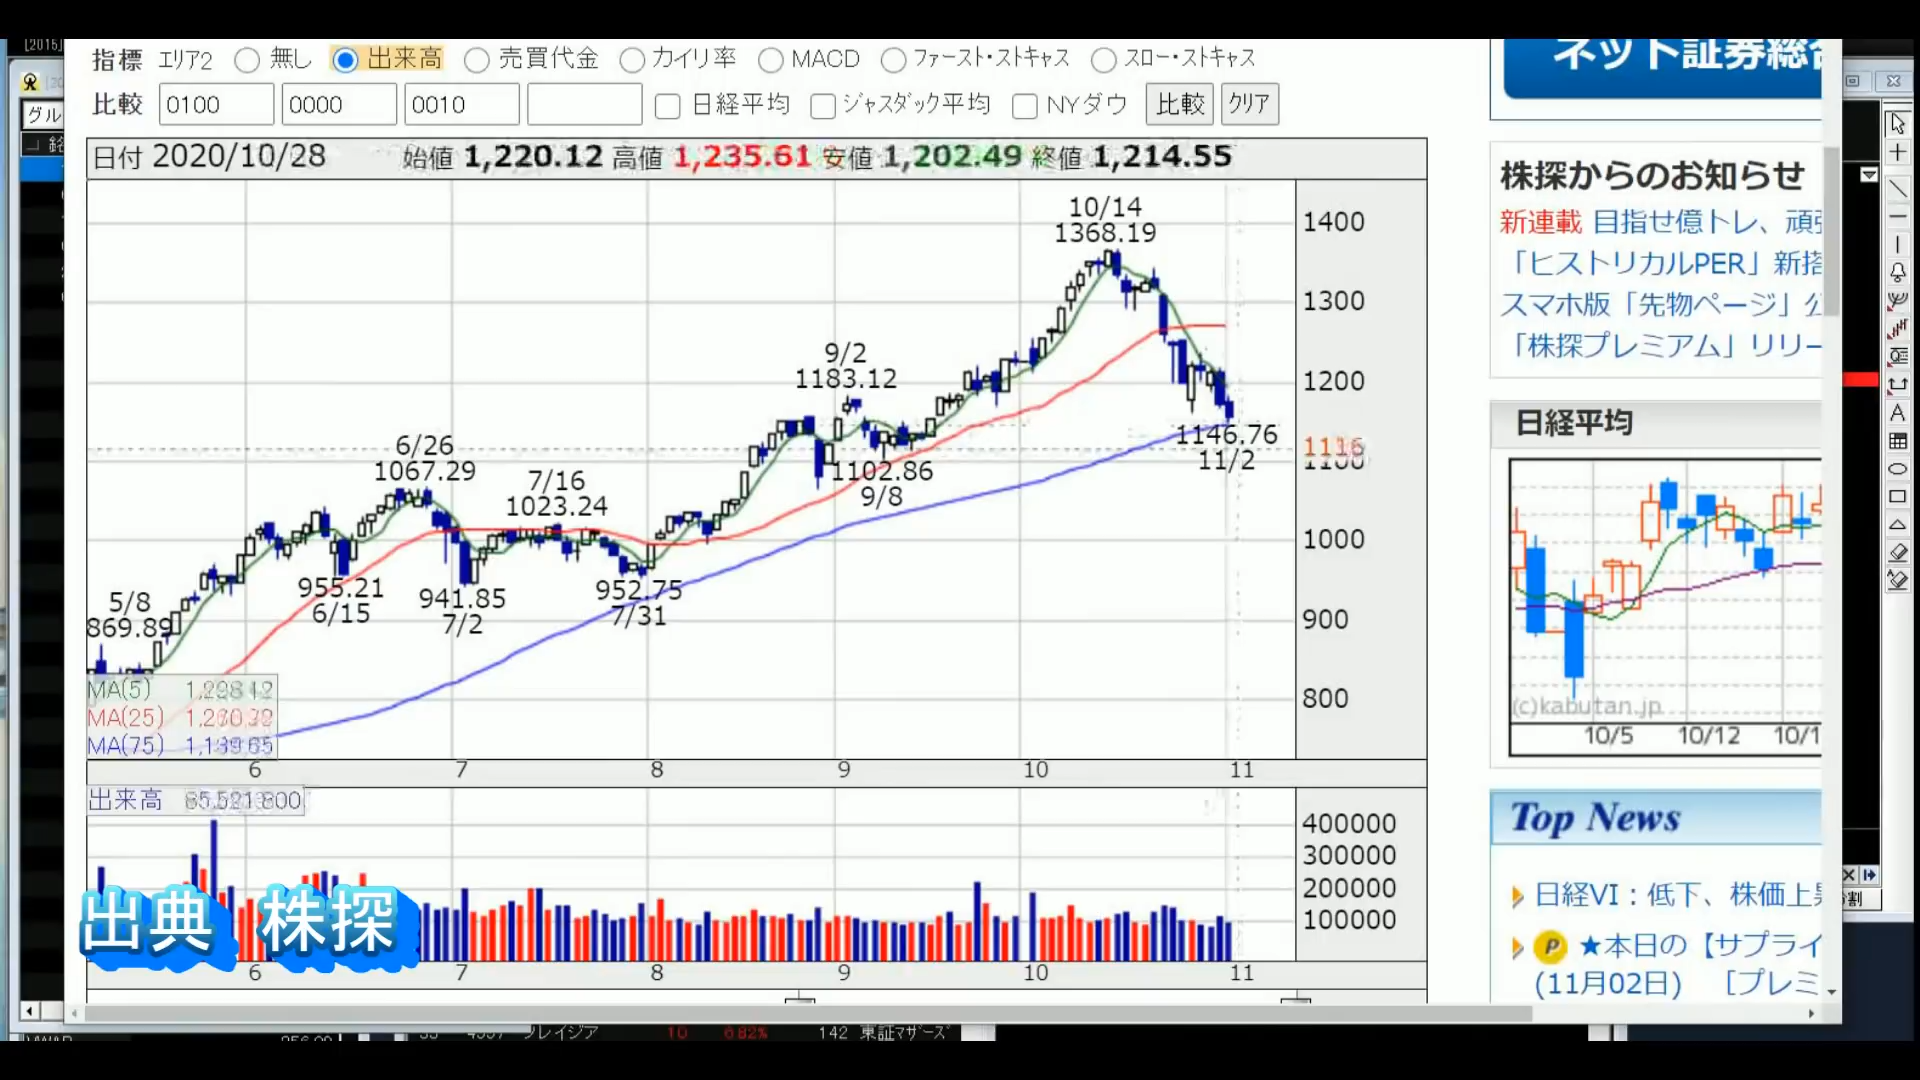 指標 エリア2 無し 出来高 売買代金 カイリ率 MACD ファースト・ストキャス スロー・ストキャス
比較 0100 0000 0010 日経平均 ジャスダック平均 NYダウ 比較 クリア
日付 2020/10/28 始値 1,220.12 高値 1,235.61 安値 1,202.49 終値 1,214.55
10/14
1368.19
9/2
1183.12
6/26
1067.29
7/16
1023.24
5/8
869.89
955.21
6/15
941.85
7/2
952.75
7/31
1102.86
9/8
1146.76
11/2
1400
1300
1200
1116
1100
1000
900
800
MA(5)
MA(25)
MA(75)
6 7 8 9 10 11
出来高
400000
300000
200000
100000
6 7 8 9 10 11
出典 株探
ネット証券総
株探からのお知らせ
新連載 目指せ億トレ、頑
「ヒストリカルPER」新搭
スマホ版「先物ページ」公
「株探プレミアム」リリー
日経平均
(c)kabutan.jp
10/5 10/12 10/1
Top News
日経VI：低下、株価上
P ★本日の【サプライ
(11月02日) ［プレミ
グル
142 東証マザーズ
10 6.82%